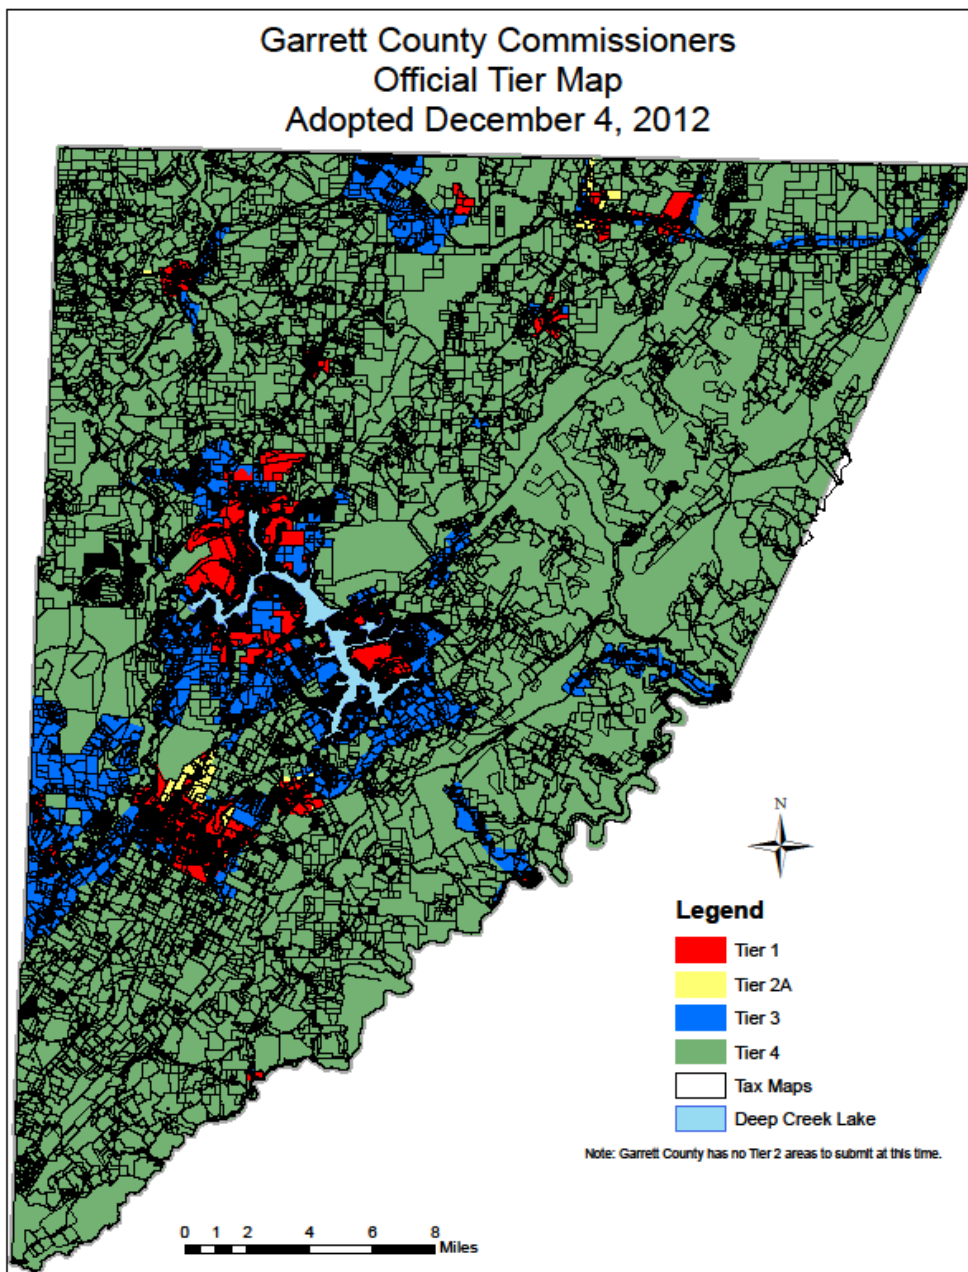 Garrett County Commissioners
Official Tier Map
Adopted December 4, 2012
N
Legend
Tier 1
Tier 2A
Tier 3
Tier 4
Tax Maps
Deep Creek Lake
Note: Garrett County has no Tier 2 areas to submit at this time.
0 1 2 4 6 8
Miles